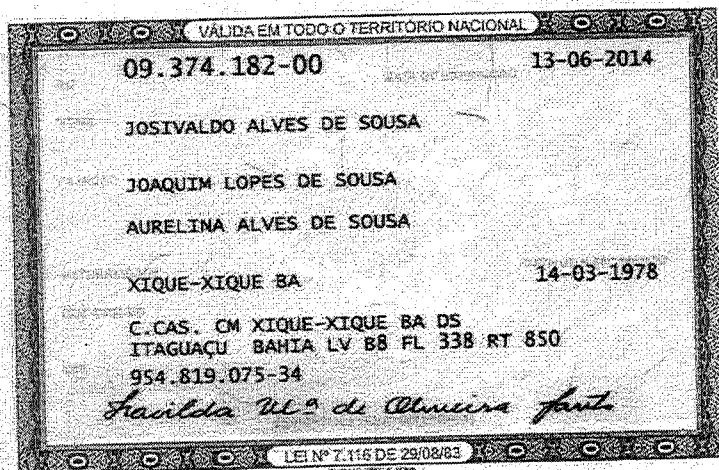 VÁLIDA EM TODO O TERRITÓRIO NACIONAL
09.374.182-00 13-06-2014
JOSIVALDO ALVES DE SOUSA
JOAQUIM LOPES DE SOUSA
AURELINA ALVES DE SOUSA
XIQUE-XIQUE BA 14-03-1978
C.CAS. CM XIQUE-XIQUE BA DS
ITAGUAÇU BAHIA LV B8 FL 338 RT 850
954.819.075-34
LEI Nº 7.116 DE 29/08/83